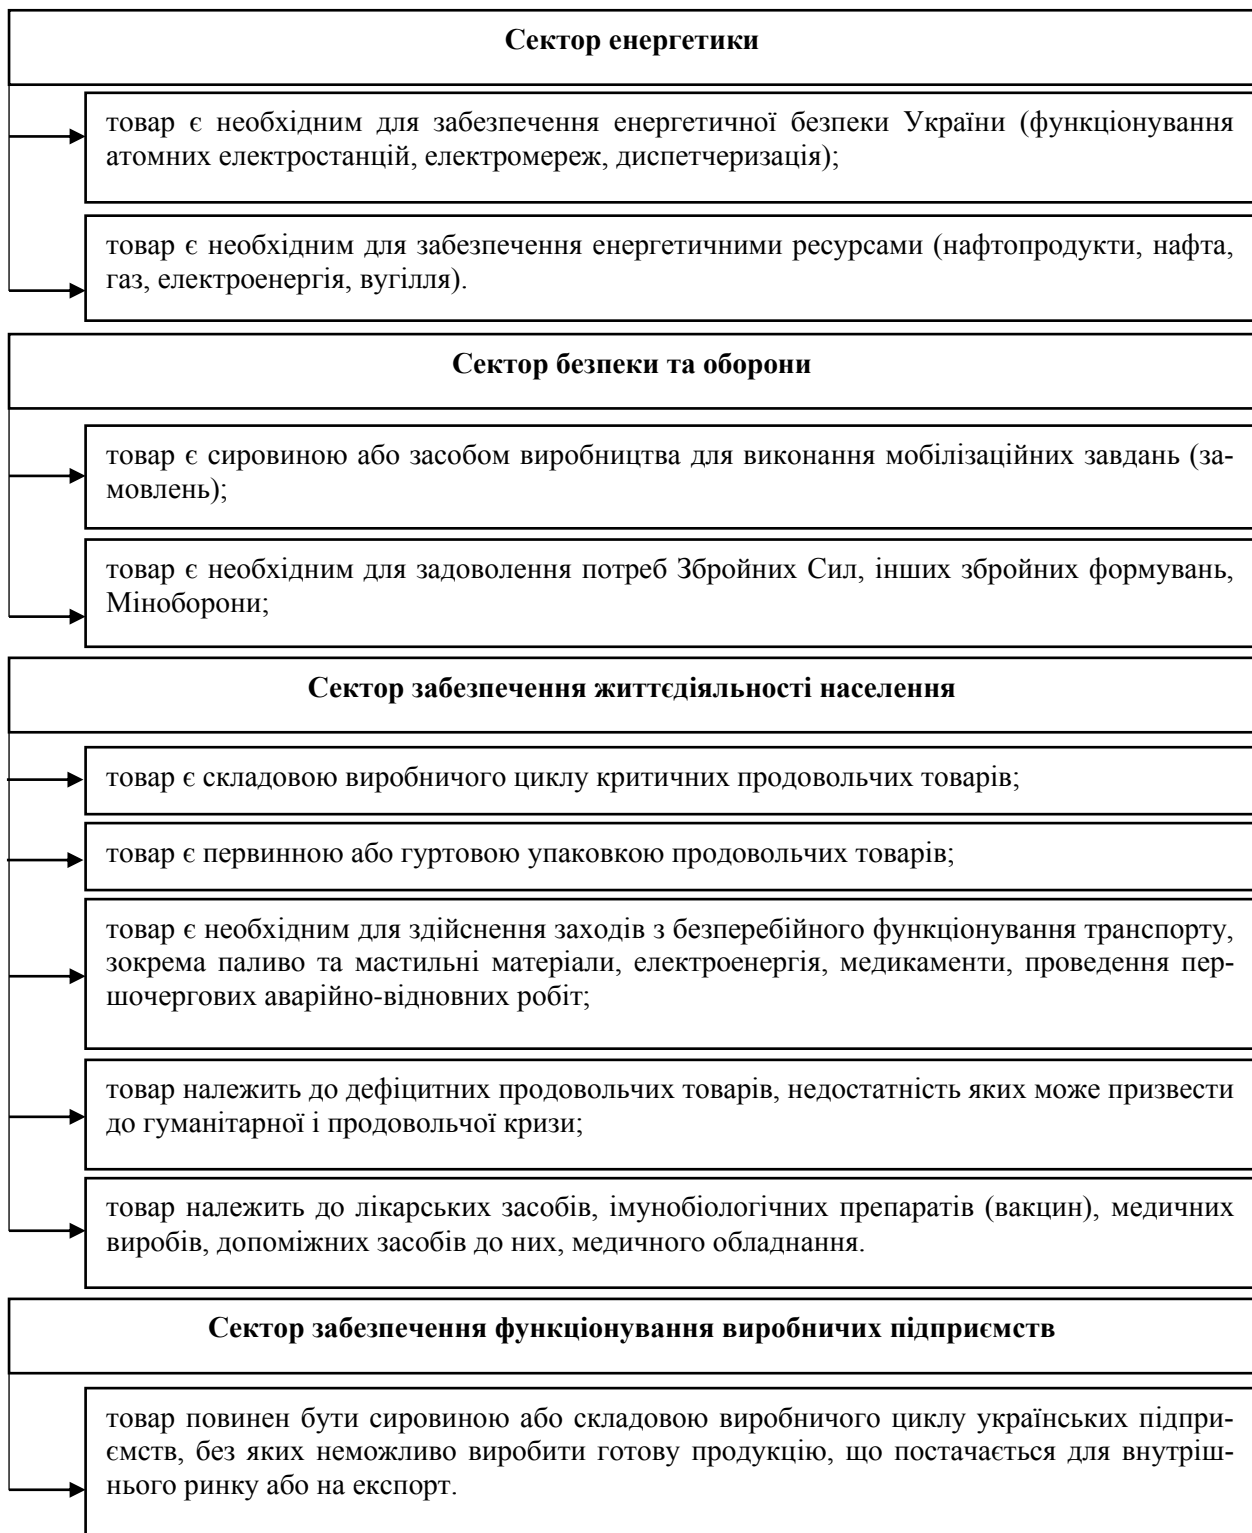 Сектор енергетики
товар є необхідним для забезпечення енергетичної безпеки України (функціонування
атомних електростанцій, електромереж, диспетчеризація);
товар є необхідним для забезпечення енергетичними ресурсами (нафтопродукти, нафта,
газ, електроенергія, вугілля).
Сектор безпеки та оборони
товар є сировиною або засобом виробництва для виконання мобілізаційних завдань (за-
мовлень);
товар є необхідним для задоволення потреб Збройних Сил, інших збройних формувань,
Міноборони;
Сектор забезпечення життєдіяльності населення
товар є складовою виробничого циклу критичних продовольчих товарів;
товар є первинною або гуртовою упаковкою продовольчих товарів;
товар є необхідним для здійснення заходів з безперебійного функціонування транспорту,
зокрема паливо та мастильні матеріали, електроенергія, медикаменти, проведення пер-
шочергових аварійно-відновних робіт;
товар належить до дефіцитних продовольчих товарів, недостатність яких може призвести
до гуманітарної і продовольчої кризи;
товар належить до лікарських засобів, імунобіологічних препаратів (вакцин), медичних
виробів, допоміжних засобів до них, медичного обладнання.
Сектор забезпечення функціонування виробничих підприємств
товар повинен бути сировиною або складовою виробничого циклу українських підпри-
ємств, без яких неможливо виробити готову продукцію, що постачається для внутріш-
нього ринку або на експорт.